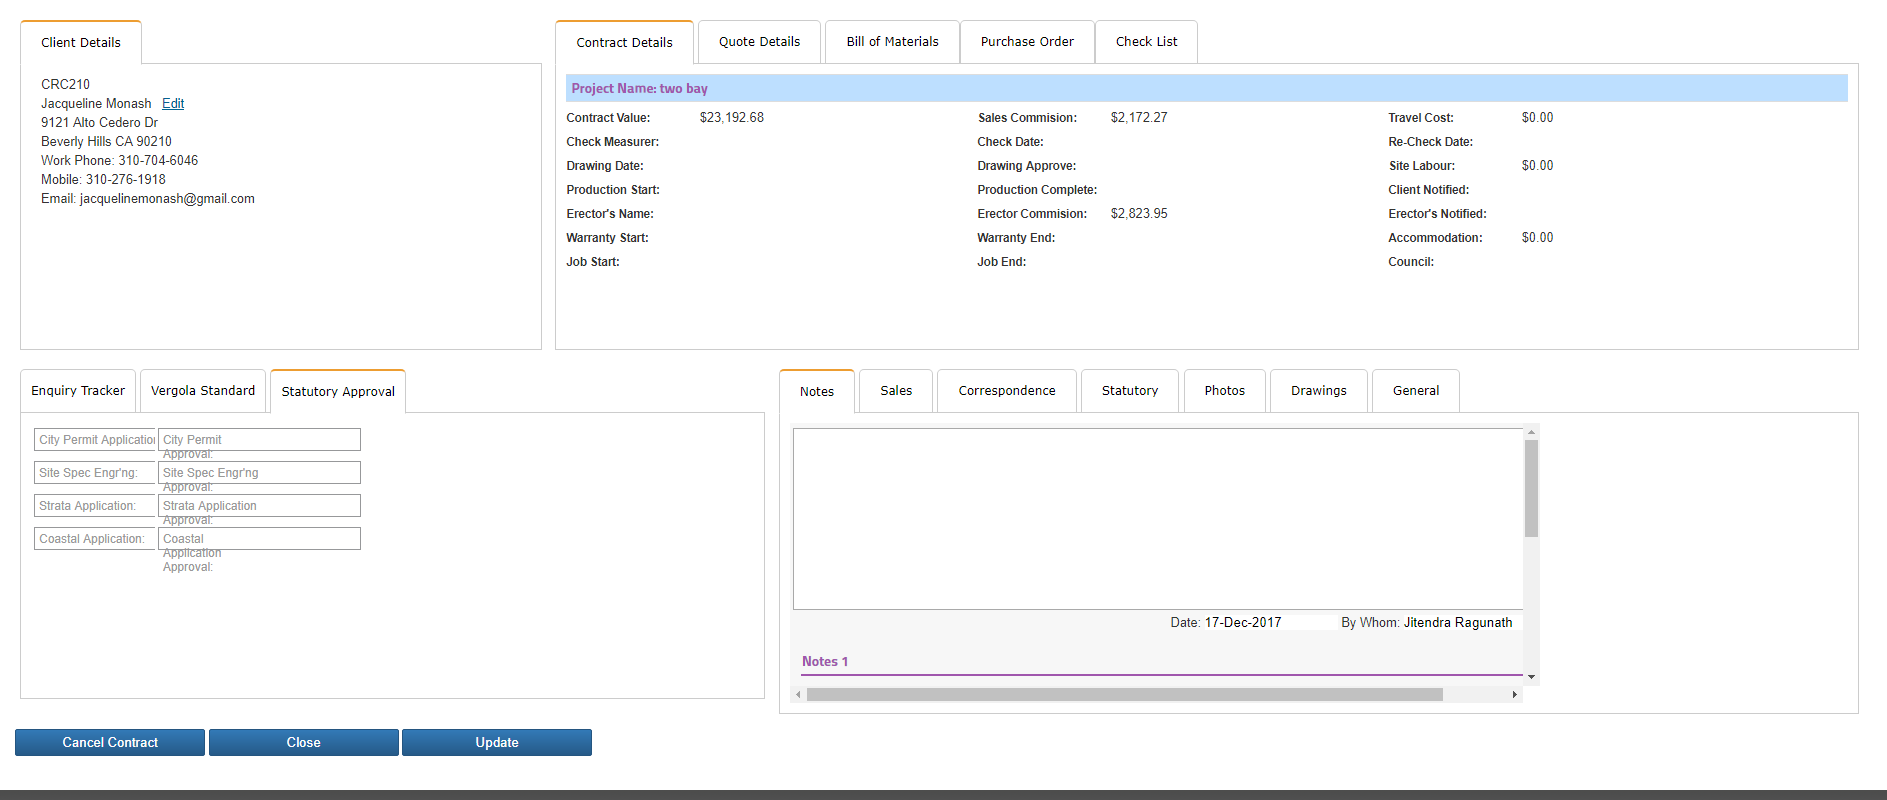 Client Details
CRC210
Jacqueline Monash Edit
9121 Alto Cedero Dr
Beverly Hills CA 90210
Work Phone: 310-704-6046
Mobile: 310-276-1918
Email: jacquelinemonash@gmail.com
Contract Details Quote Details Bill of Materials Purchase Order Check List
Project Name: two bay
Contract Value: $23,192.68 Sales Commision: $2,172.27 Travel Cost: $0.00
Check Measurer: Check Date: Re-Check Date:
Drawing Date: Drawing Approve: Site Labour: $0.00
Production Start: Production Complete: Client Notified:
Erector's Name: Erector Commision: $2,823.95 Erector's Notified:
Warranty Start: Warranty End: Accommodation: $0.00
Job Start: Job End: Council:
Enquiry Tracker Vergola Standard Statutory Approval
City Permit Application City Permit
Approval:
Site Spec Engr'ng: Site Spec Engr'ng
Approval:
Strata Application: Strata Application
Approval:
Coastal Application: Coastal
Application
Approval:
Notes Sales Correspondence Statutory Photos Drawings General
Date: 17-Dec-2017 By Whom: Jitendra Ragunath
Notes 1
Cancel Contract Close Update